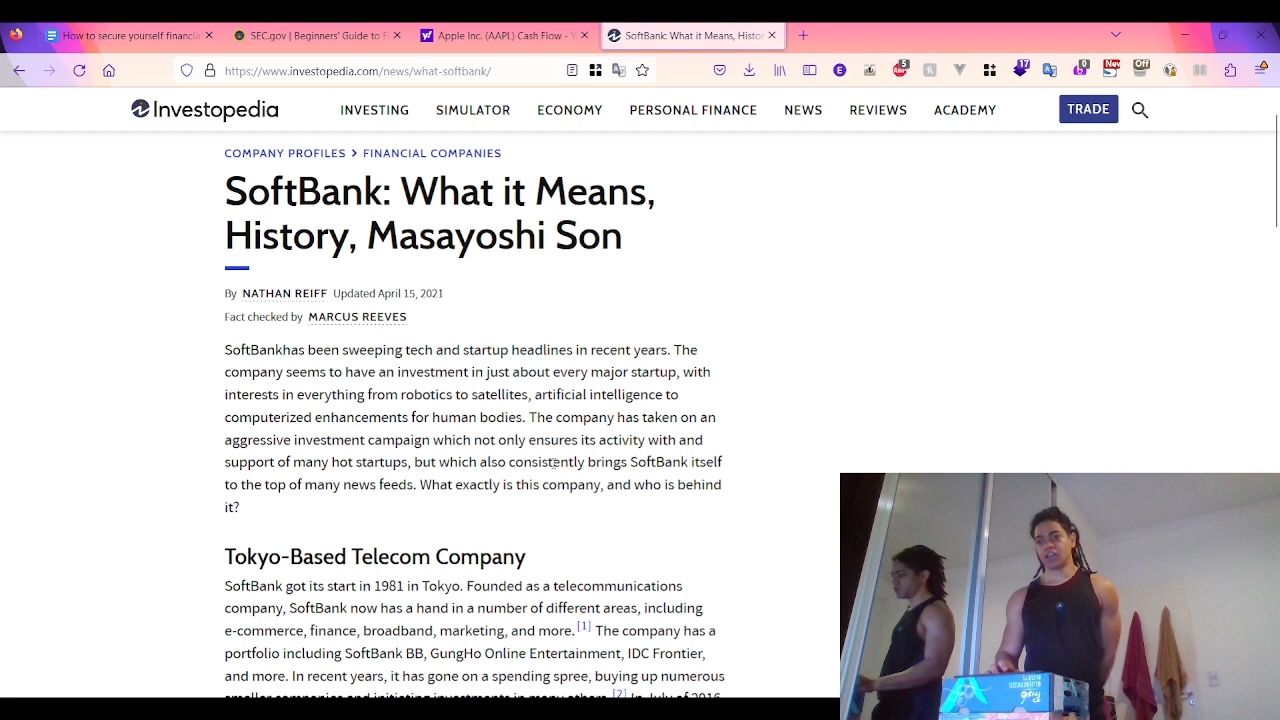 How to secure yourself financia
SEC.gov | Beginners' Guide to Fi
Apple Inc. (AAPL) Cash Flow - Y
SoftBank: What it Means, Histor
https://www.investopedia.com/news/what-softbank/
5
17
0
New
Off
Investopedia
INVESTING
SIMULATOR
ECONOMY
PERSONAL FINANCE
NEWS
REVIEWS
ACADEMY
TRADE
COMPANY PROFILES > FINANCIAL COMPANIES
SoftBank: What it Means,
History, Masayoshi Son
By NATHAN REIFF Updated April 15, 2021
Fact checked by MARCUS REEVES
SoftBankhas been sweeping tech and startup headlines in recent years. The
company seems to have an investment in just about every major startup, with
interests in everything from robotics to satellites, artificial intelligence to
computerized enhancements for human bodies. The company has taken on an
aggressive investment campaign which not only ensures its activity with and
support of many hot startups, but which also consistently brings SoftBank itself
to the top of many news feeds. What exactly is this company, and who is behind
it?
Tokyo-Based Telecom Company
SoftBank got its start in 1981 in Tokyo. Founded as a telecommunications
company, SoftBank now has a hand in a number of different areas, including
e-commerce, finance, broadband, marketing, and more.[1] The company has a
portfolio including SoftBank BB, GungHo Online Entertainment, IDC Frontier,
and more. In recent years, it has gone on a spending spree, buying up numerous
smaller companies and initiating investments in many others.[2] In July of 2016